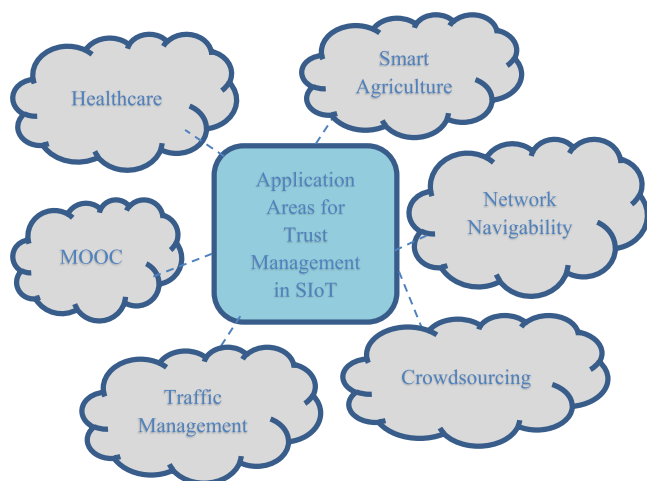 Healthcare
Smart
Agriculture
Application
Areas for
Trust
Management
in SIoT
Network
Navigability
MOOC
Traffic
Management
Crowdsourcing